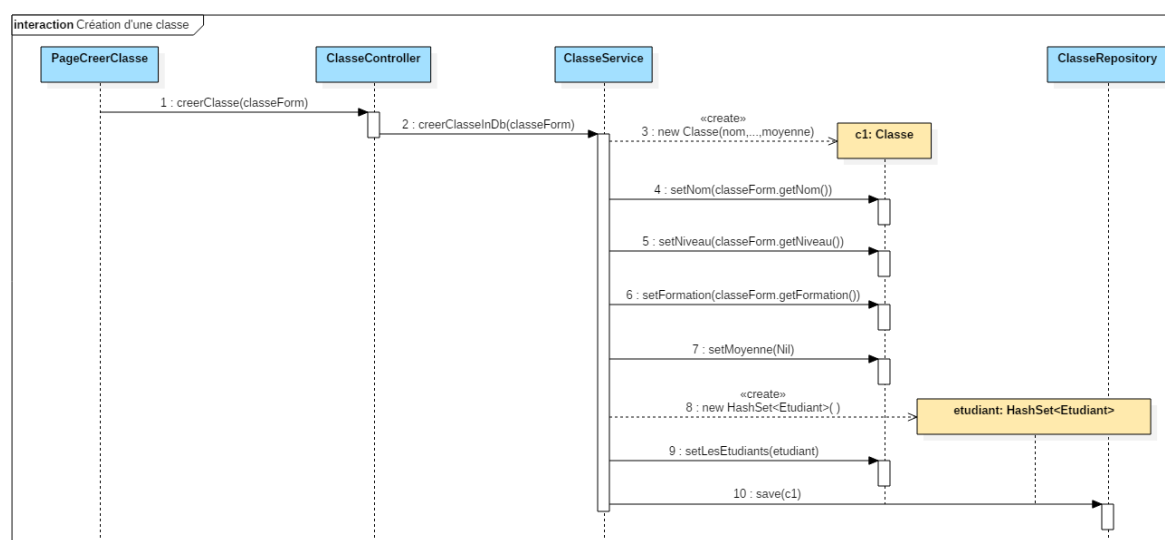 interaction Création d'une classe
PageCreerClasse
ClasseController
ClasseService
ClasseRepository
1 : creerClasse(classeForm)
2 : creerClasseInDb(classeForm)
«create»
3 : new Classe(nom,...,moyenne)
c1: Classe
4 : setNom(classeForm.getNom())
5 : setNiveau(classeForm.getNiveau())
6 : setFormation(classeForm.getFormation())
7 : setMoyenne(Nil)
«create»
8 : new HashSet<Etudiant>( )
etudiant: HashSet<Etudiant>
9 : setLesEtudiants(etudiant)
10 : save(c1)